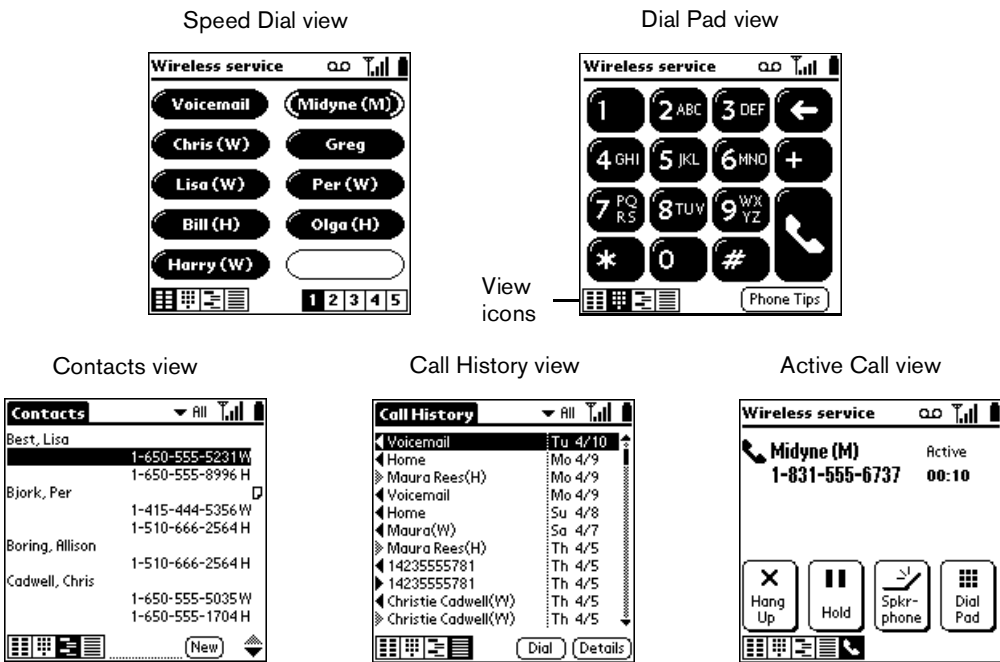 Speed Dial view
Wireless service
Voicemail
Midyne (M)
Chris (W)
Greg
Lisa (W)
Per (W)
Bill (H)
Olga (H)
Harry (W)
1 2 3 4 5
Dial Pad view
Wireless service
1
2 ABC
3 DEF
4 GHI
5 JKL
6 MNO
+
7 PQRS
8 TUV
9 WXYZ
*
0
#
Phone Tips
View
icons
Contacts view
Contacts
All
Best, Lisa
1-650-555-5231 W
1-650-555-8996 H
Bjork, Per
1-415-444-5356 W
1-510-666-2564 H
Boring, Allison
1-510-666-2564 H
Cadwell, Chris
1-650-555-5035 W
1-650-555-1704 H
New
Call History view
Call History
All
Voicemail Tu 4/10
Home Mo 4/9
Maura Rees(H) Mo 4/9
Voicemail Mo 4/9
Home Su 4/8
Maura(W) Sa 4/7
Maura Rees(H) Th 4/5
14235555781 Th 4/5
14235555781 Th 4/5
Christie Cadwell(W) Th 4/5
Christie Cadwell(W) Th 4/5
Dial
Details
Active Call view
Wireless service
Midyne (M) Active
1-831-555-6737 00:10
Hang
Up
Hold
Spkr-
phone
Dial
Pad